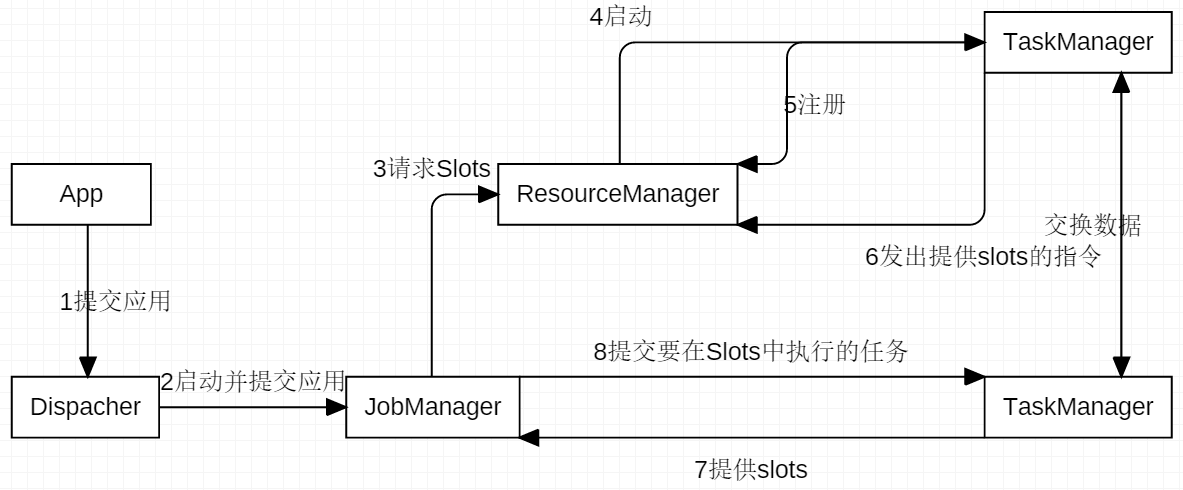 4启动
TaskManager
5注册
3请求Slots
App
ResourceManager
交换数据
6发出提供slots的指令
1提交应用
8提交要在Slots中执行的任务
2启动并提交应用
Dispacher
JobManager
TaskManager
7提供slots